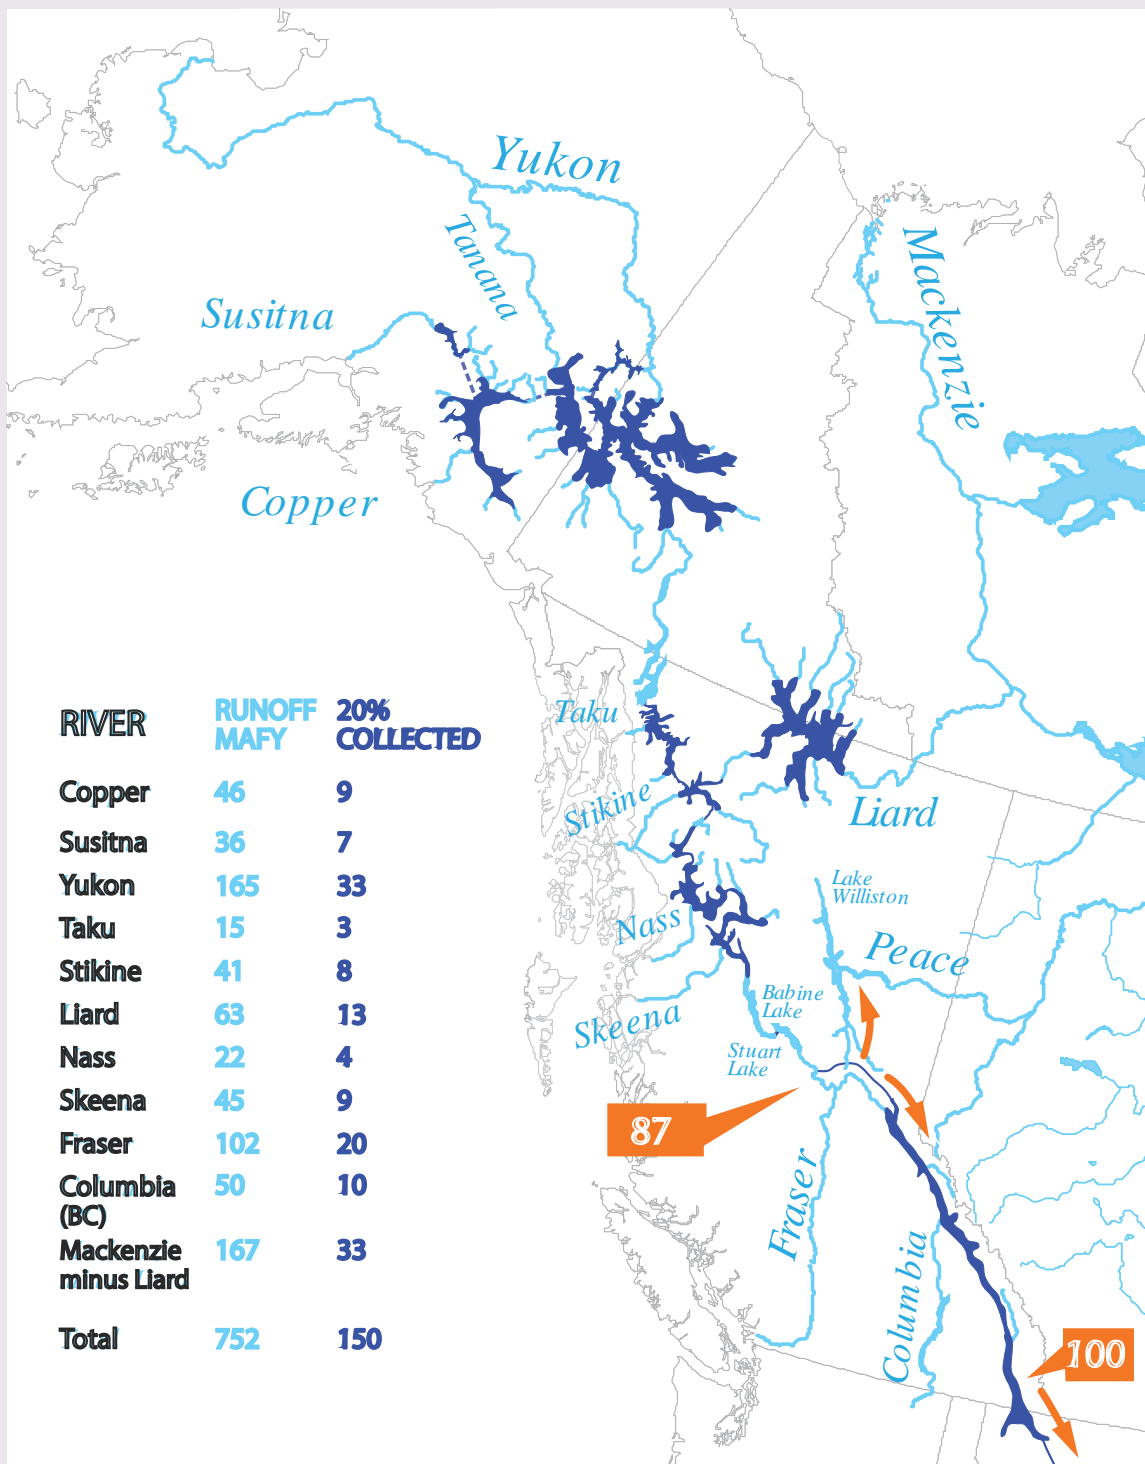 Yukon
Tanana
Mackenzie
Susitna
Copper
Taku
Stikine
Liard
Lake
Williston
Nass
Peace
Babine
Lake
Skeena
Stuart
Lake
87
Fraser
Columbia
100
RIVER RUNOFF MAFY 20% COLLECTED
Copper 46 9
Susitna 36 7
Yukon 165 33
Taku 15 3
Stikine 41 8
Liard 63 13
Nass 22 4
Skeena 45 9
Fraser 102 20
Columbia 50 10
(BC)
Mackenzie 167 33
minus Liard
Total 752 150